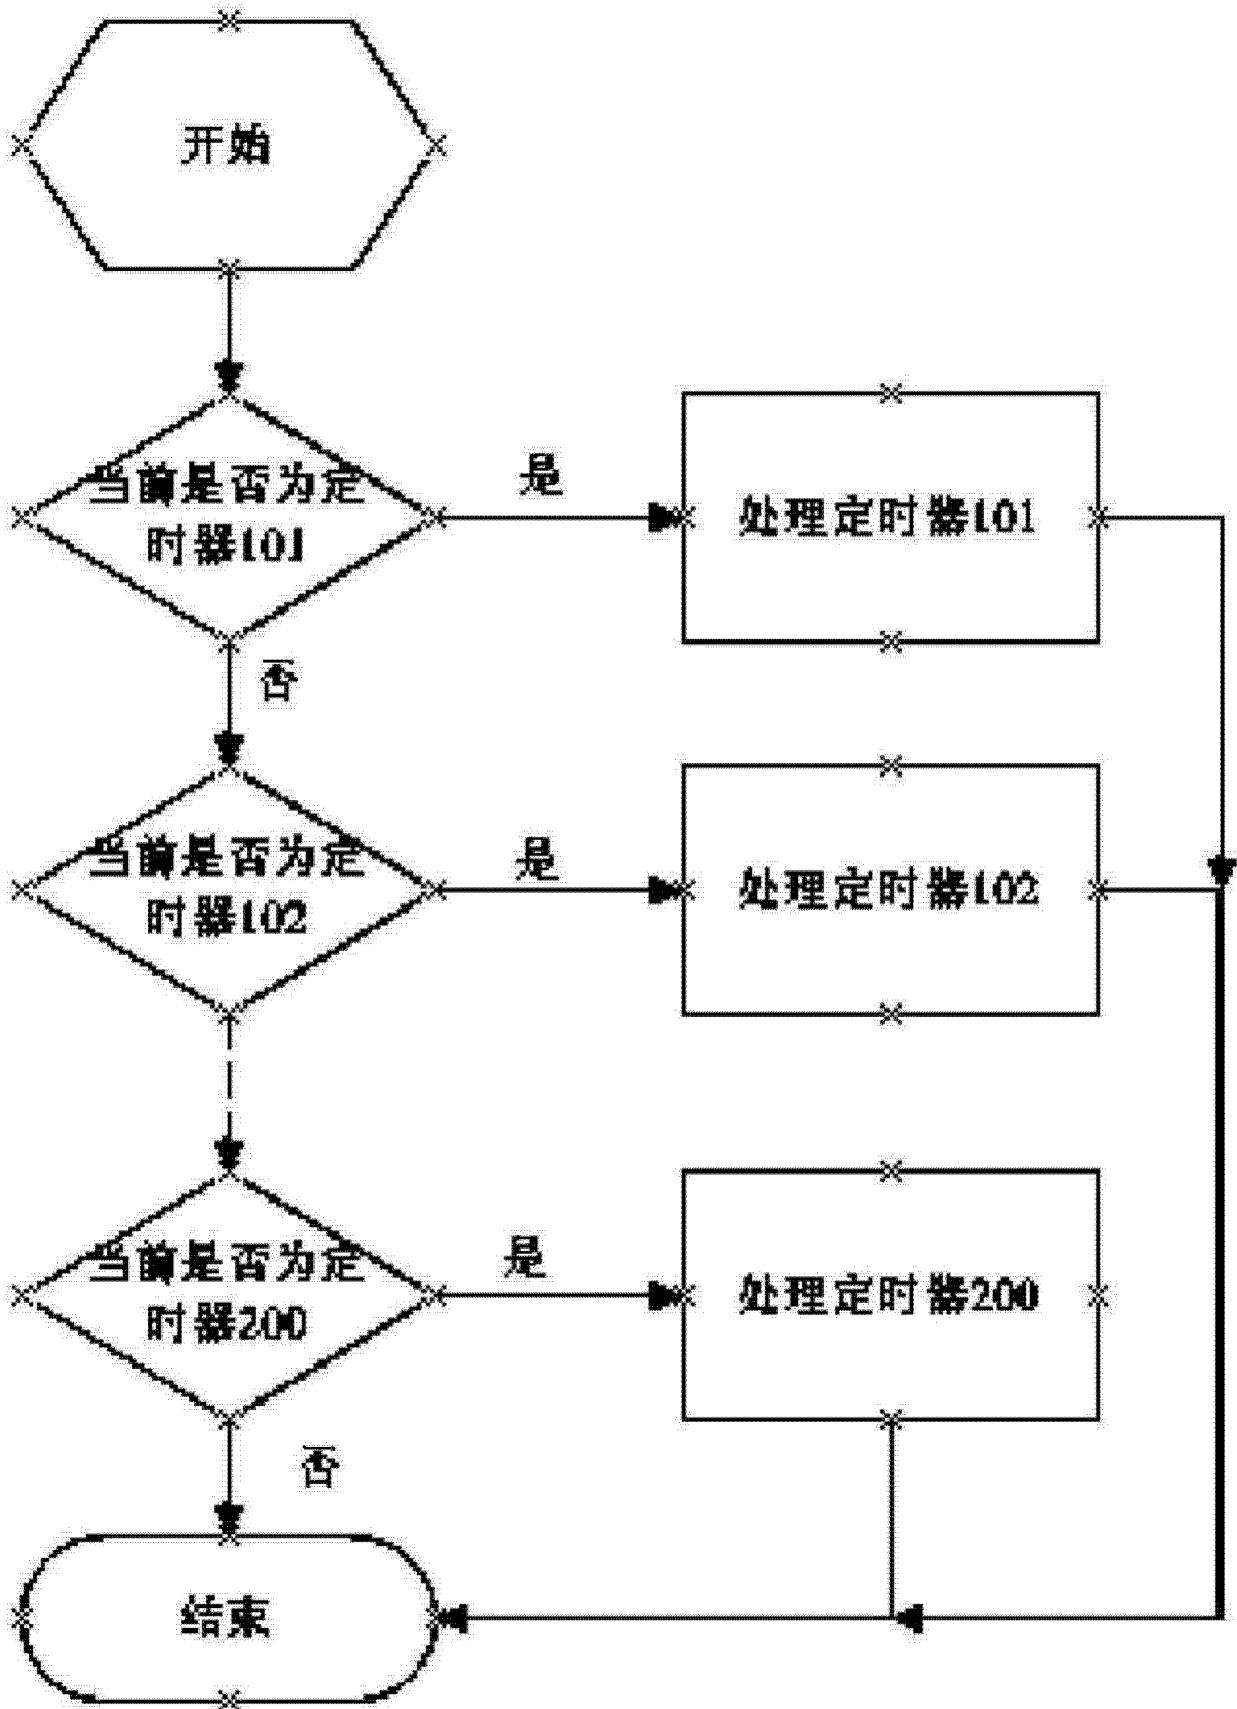 开始
当前是否为定
时器101
是
处理定时器101
否
当前是否为定
时器102
是
处理定时器102
当前是否为定
时器200
是
处理定时器200
否
结束